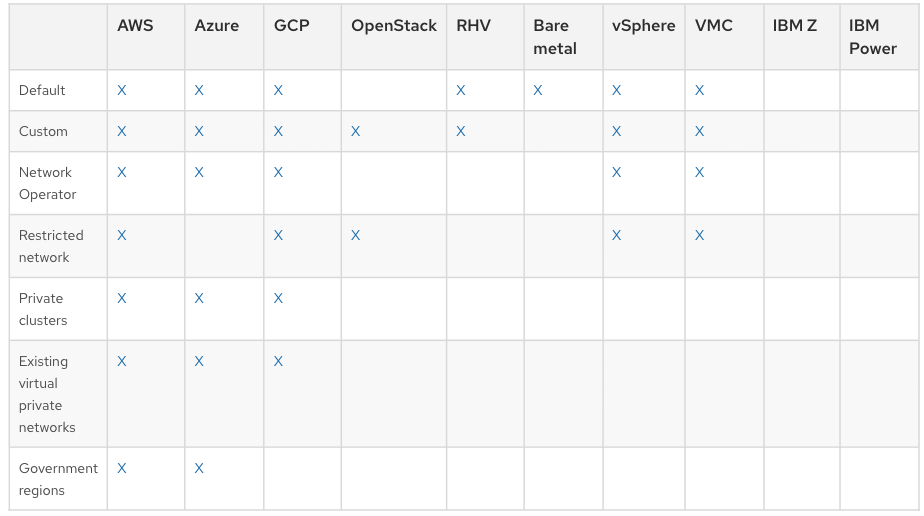 AWS Azure GCP OpenStack RHV Bare metal vSphere VMC IBM Z IBM Power
Default X X X X X X X
Custom X X X X X X X
Network Operator X X X X X
Restricted network X X X X X
Private clusters X X X
Existing virtual private networks X X X
Government regions X X